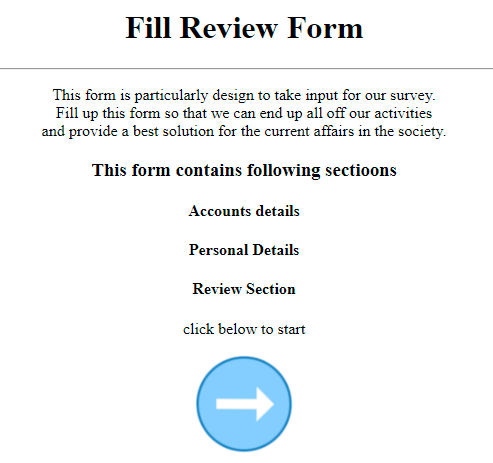 Fill Review Form
This form is particularly design to take input for our survey.
Fill up this form so that we can end up all off our activities
and provide a best solution for the current affairs in the society.
This form contains following sectioons
Accounts details
Personal Details
Review Section
click below to start